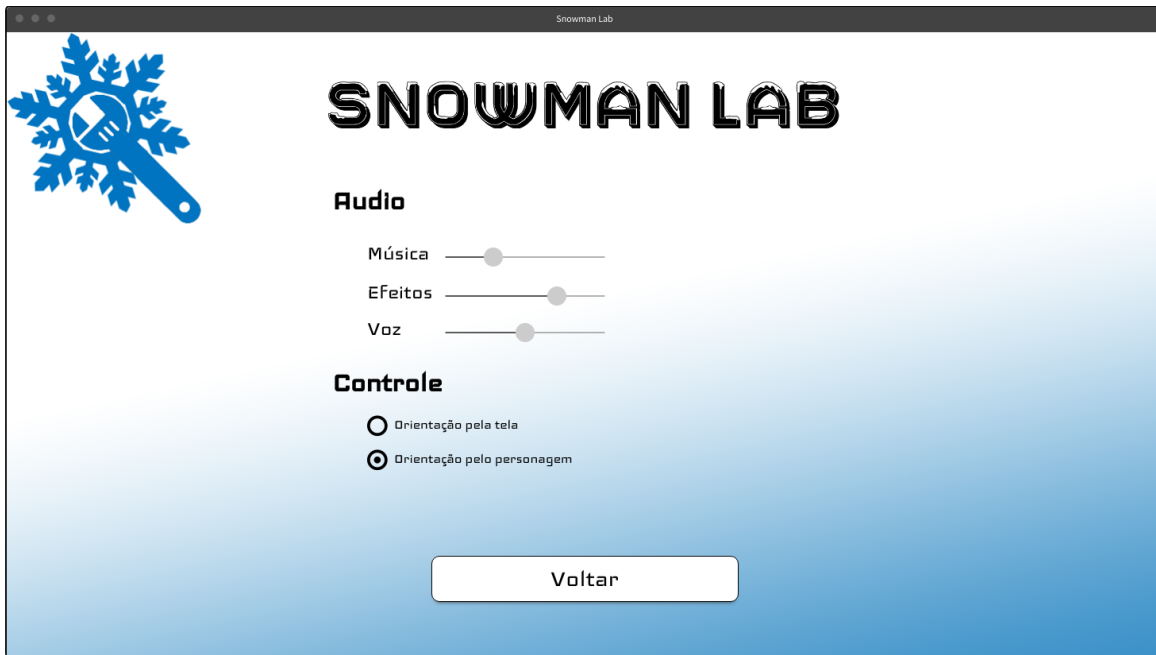 Snowman Lab
SNOWMAN LAB
Audio
Música
Efeitos
Voz
Controle
Orientação pela tela
Orientação pelo personagem
Voltar